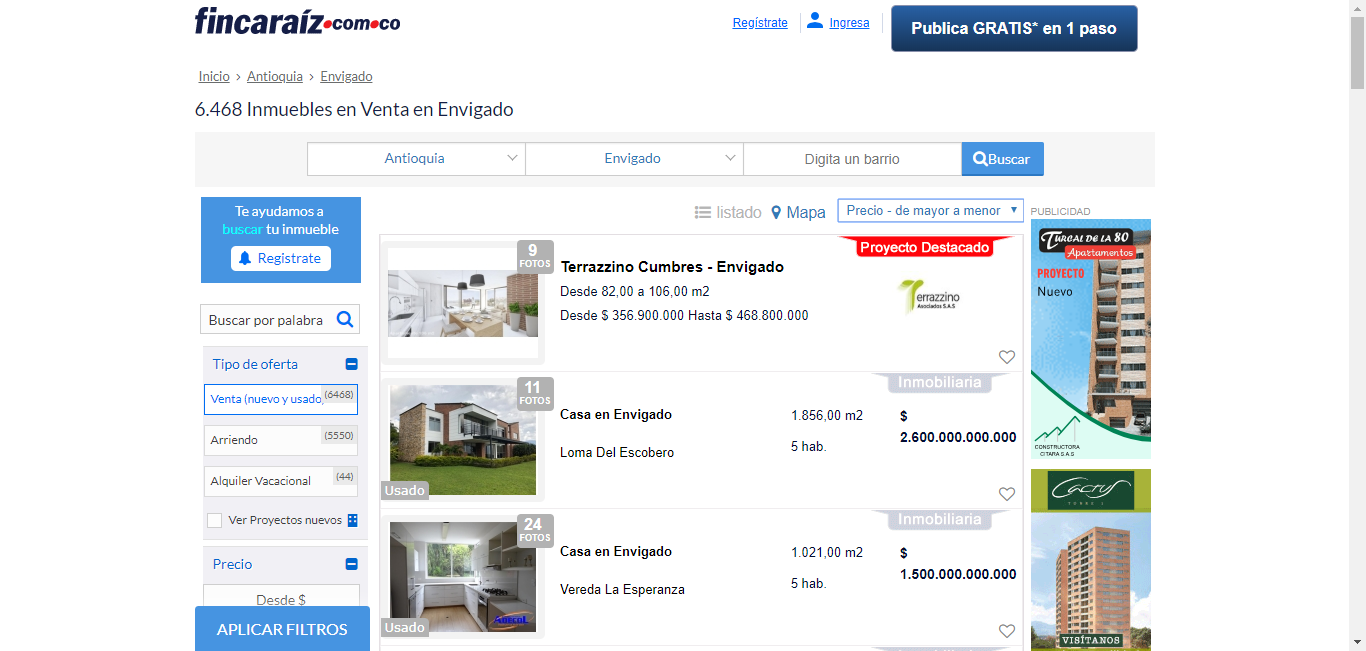 fincaraíz.com.co
Regístrate
Ingresa
Publica GRATIS* en 1 paso
Inicio > Antioquia > Envigado
6.468 Inmuebles en Venta en Envigado
Antioquia
Envigado
Digita un barrio
Buscar
Te ayudamos a
buscar tu inmueble
Registrate
Buscar por palabra
Tipo de oferta
Venta (nuevo y usado)
(6468)
Arriendo
(5550)
Alquiler Vacacional
(44)
Ver Proyectos nuevos
Precio
Desde $
APLICAR FILTROS
listado
Mapa
Precio - de mayor a menor
9
FOTOS
Proyecto Destacado
Terrazzino Cumbres - Envigado
Desde 82,00 a 106,00 m2
Desde $ 356.900.000 Hasta $ 468.800.000
Terrazzino
Asociados S.A.S
11
FOTOS
Usado
Inmobiliaria
Casa en Envigado
1.856,00 m2
$
2.600.000.000.000
Loma Del Escobero
5 hab.
24
FOTOS
Usado
Inmobiliaria
Casa en Envigado
1.021,00 m2
$
1.500.000.000.000
Vereda La Esperanza
5 hab.
PUBLICIDAD
Turcal de la 80
Apartamentos
PROYECTO
Nuevo
CONSTRUCTORA
CITARA S.A.S
Cactus
VISÍTANOS